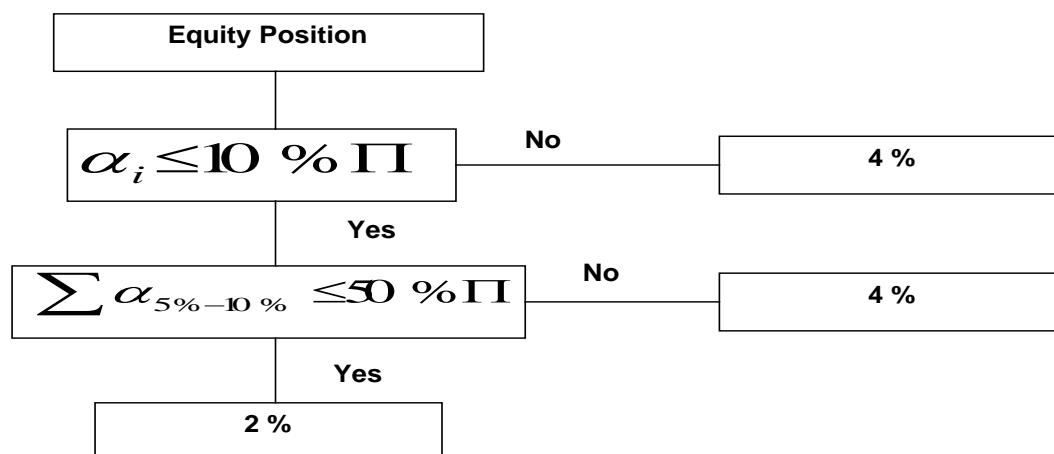 Equity Position
αᵢ ≤10 % Π
No
4 %
Yes
∑ α₅%₋₁₀ % ≤50 % Π
No
4 %
Yes
2 %